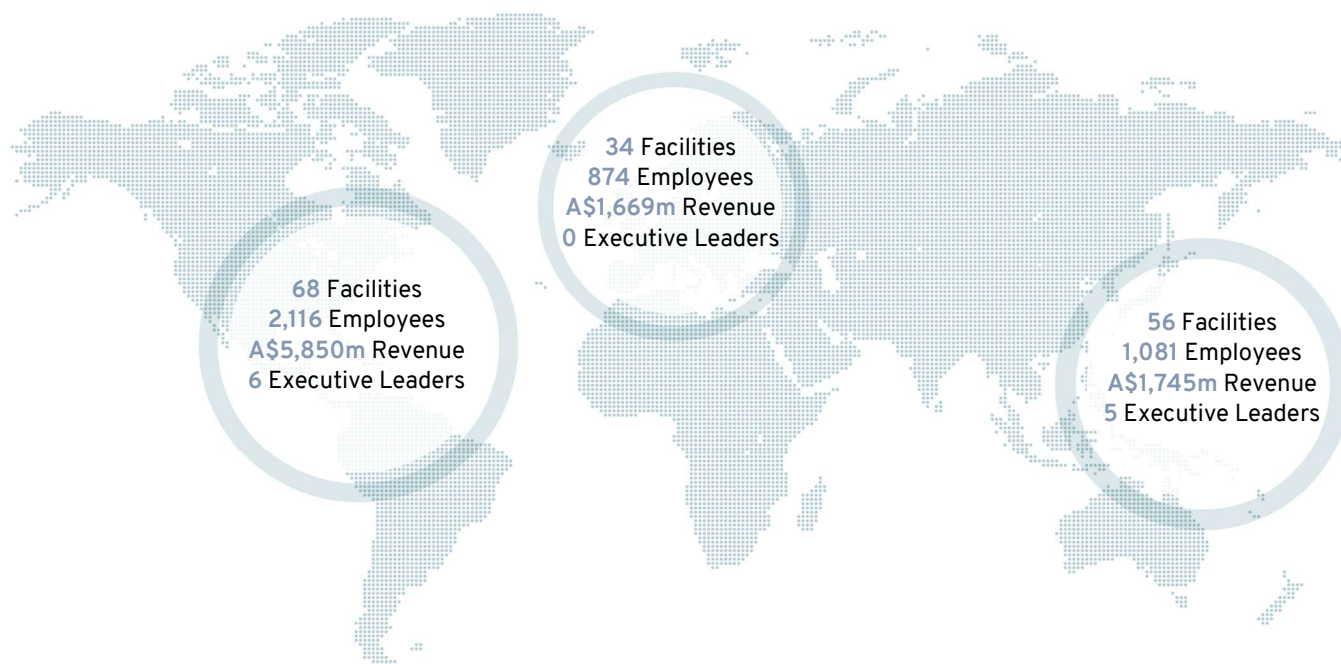 34 Facilities
874 Employees
A$1,669m Revenue
0 Executive Leaders
68 Facilities
2,116 Employees
A$5,850m Revenue
6 Executive Leaders
56 Facilities
1,081 Employees
A$1,745m Revenue
5 Executive Leaders